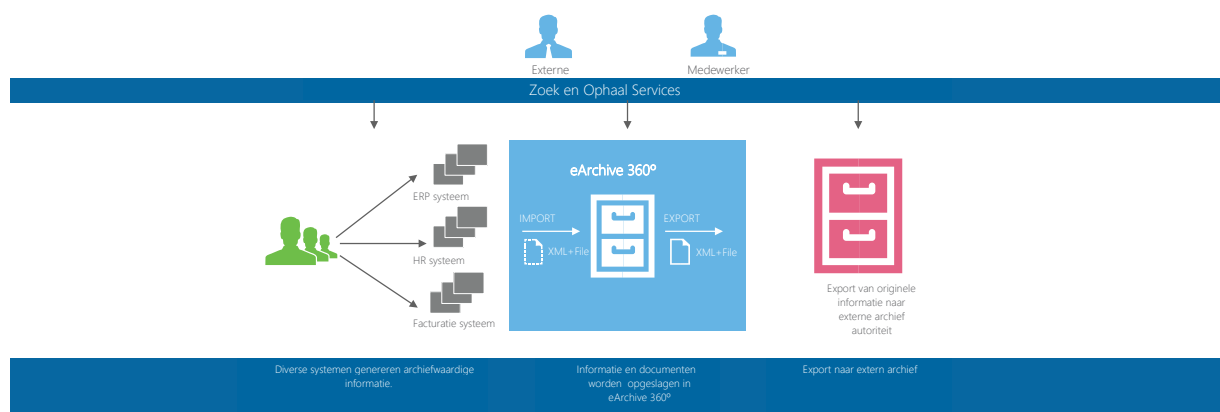 Externe
Medewerker
Zoek en Ophaal Services
ERP systeem
HR systeem
Facturatie systeem
eArchive 360º
IMPORT
XML+File
EXPORT
XML+File
Export van originele
informatie naar
externe archief
autoriteit
Diverse systemen genereren archiefwaardige
informatie.
Informatie en documenten
worden opgeslagen in
eArchive 360º
Export naar extern archief